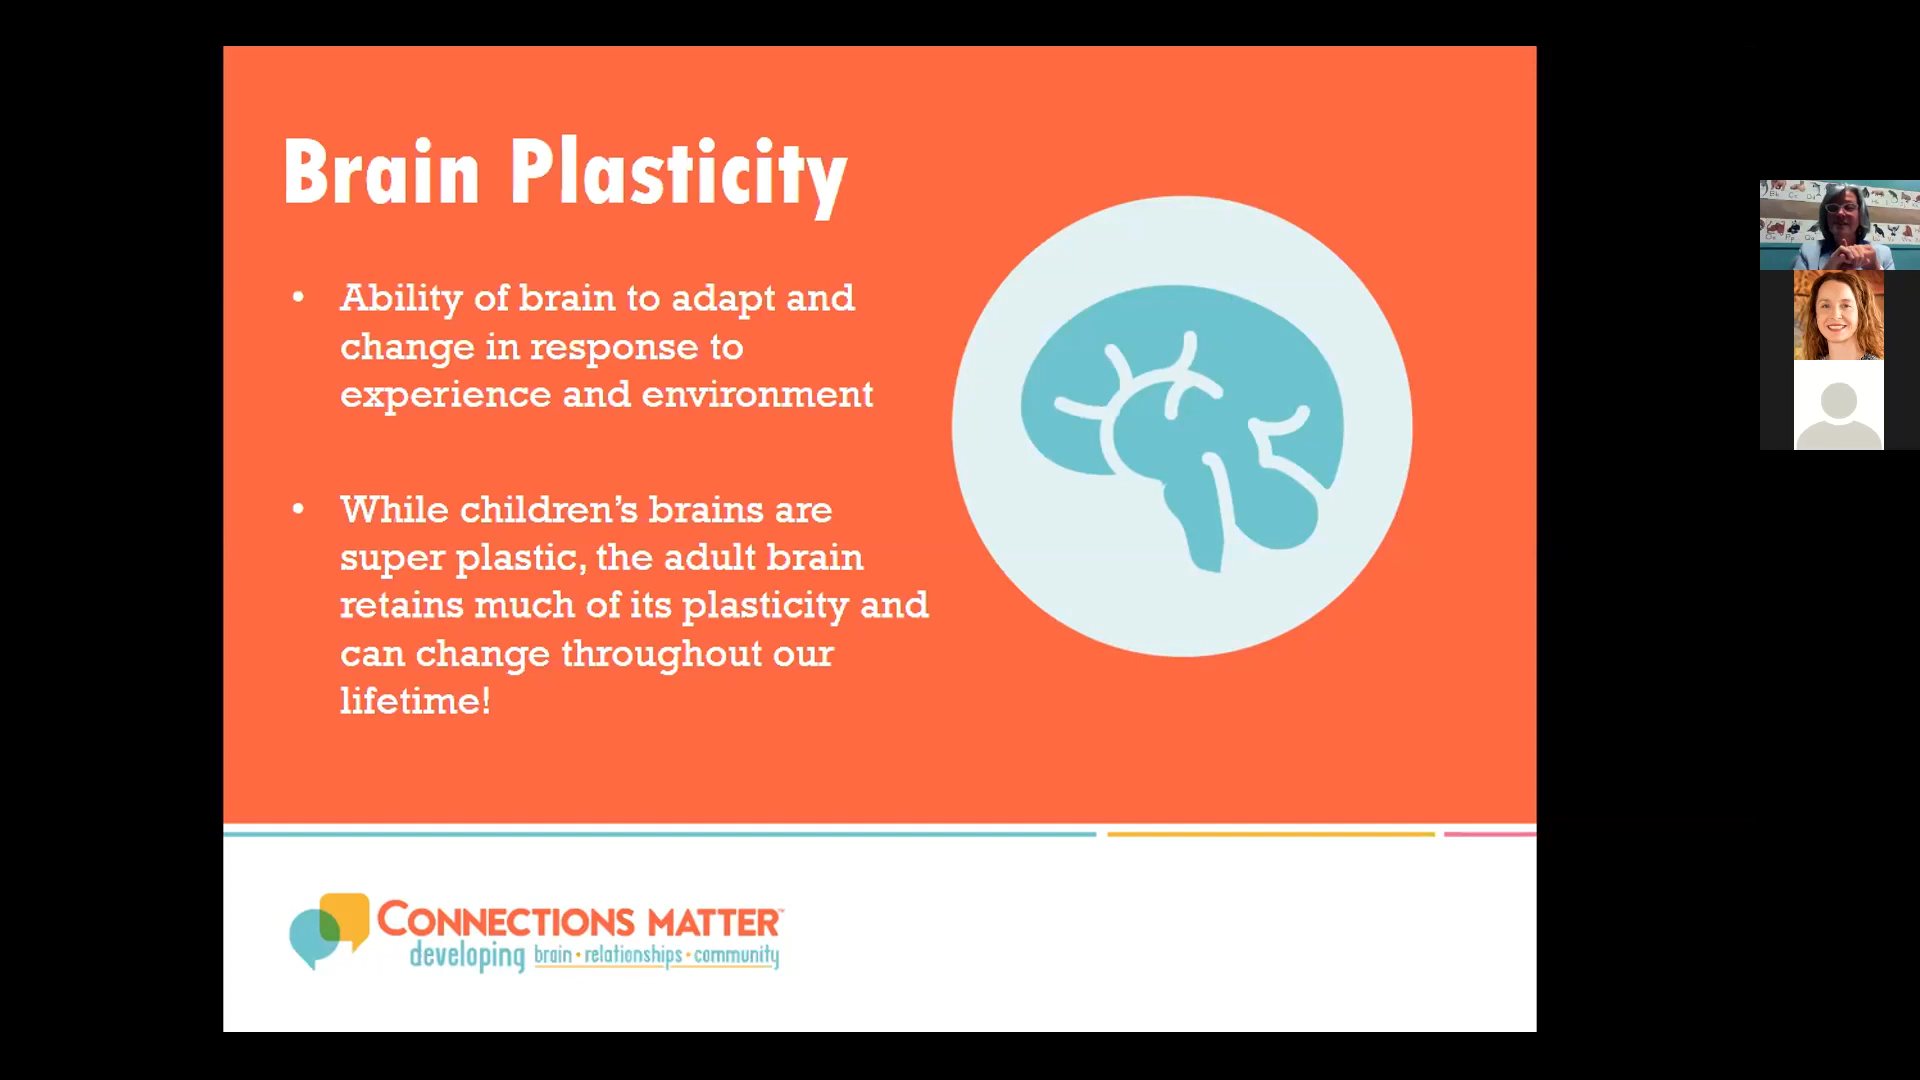 Brain Plasticity
• Ability of brain to adapt and
change in response to
experience and environment
• While children's brains are
super plastic, the adult brain
retains much of its plasticity and
can change throughout our
lifetime!
CONNECTIONS MATTER™
developing brain • relationships • community